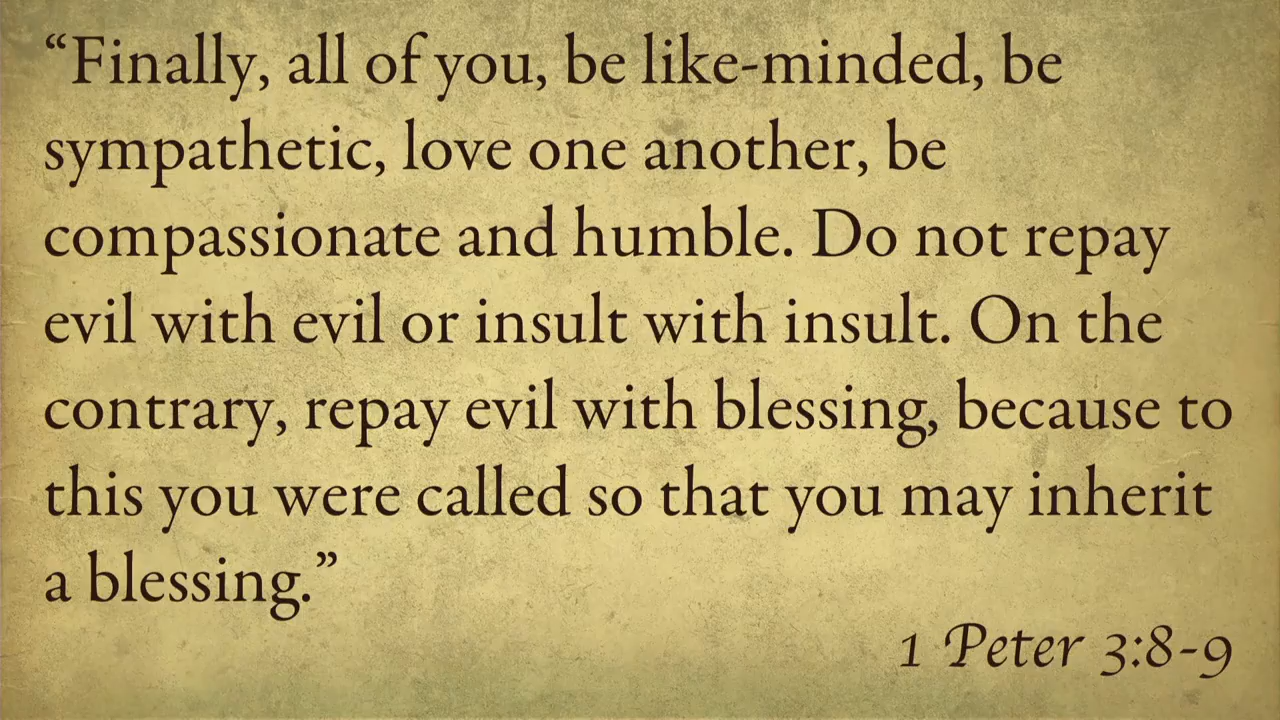 “Finally, all of you, be like-minded, be
sympathetic, love one another, be
compassionate and humble. Do not repay
evil with evil or insult with insult. On the
contrary, repay evil with blessing, because to
this you were called so that you may inherit
a blessing.”
1 Peter 3:8-9